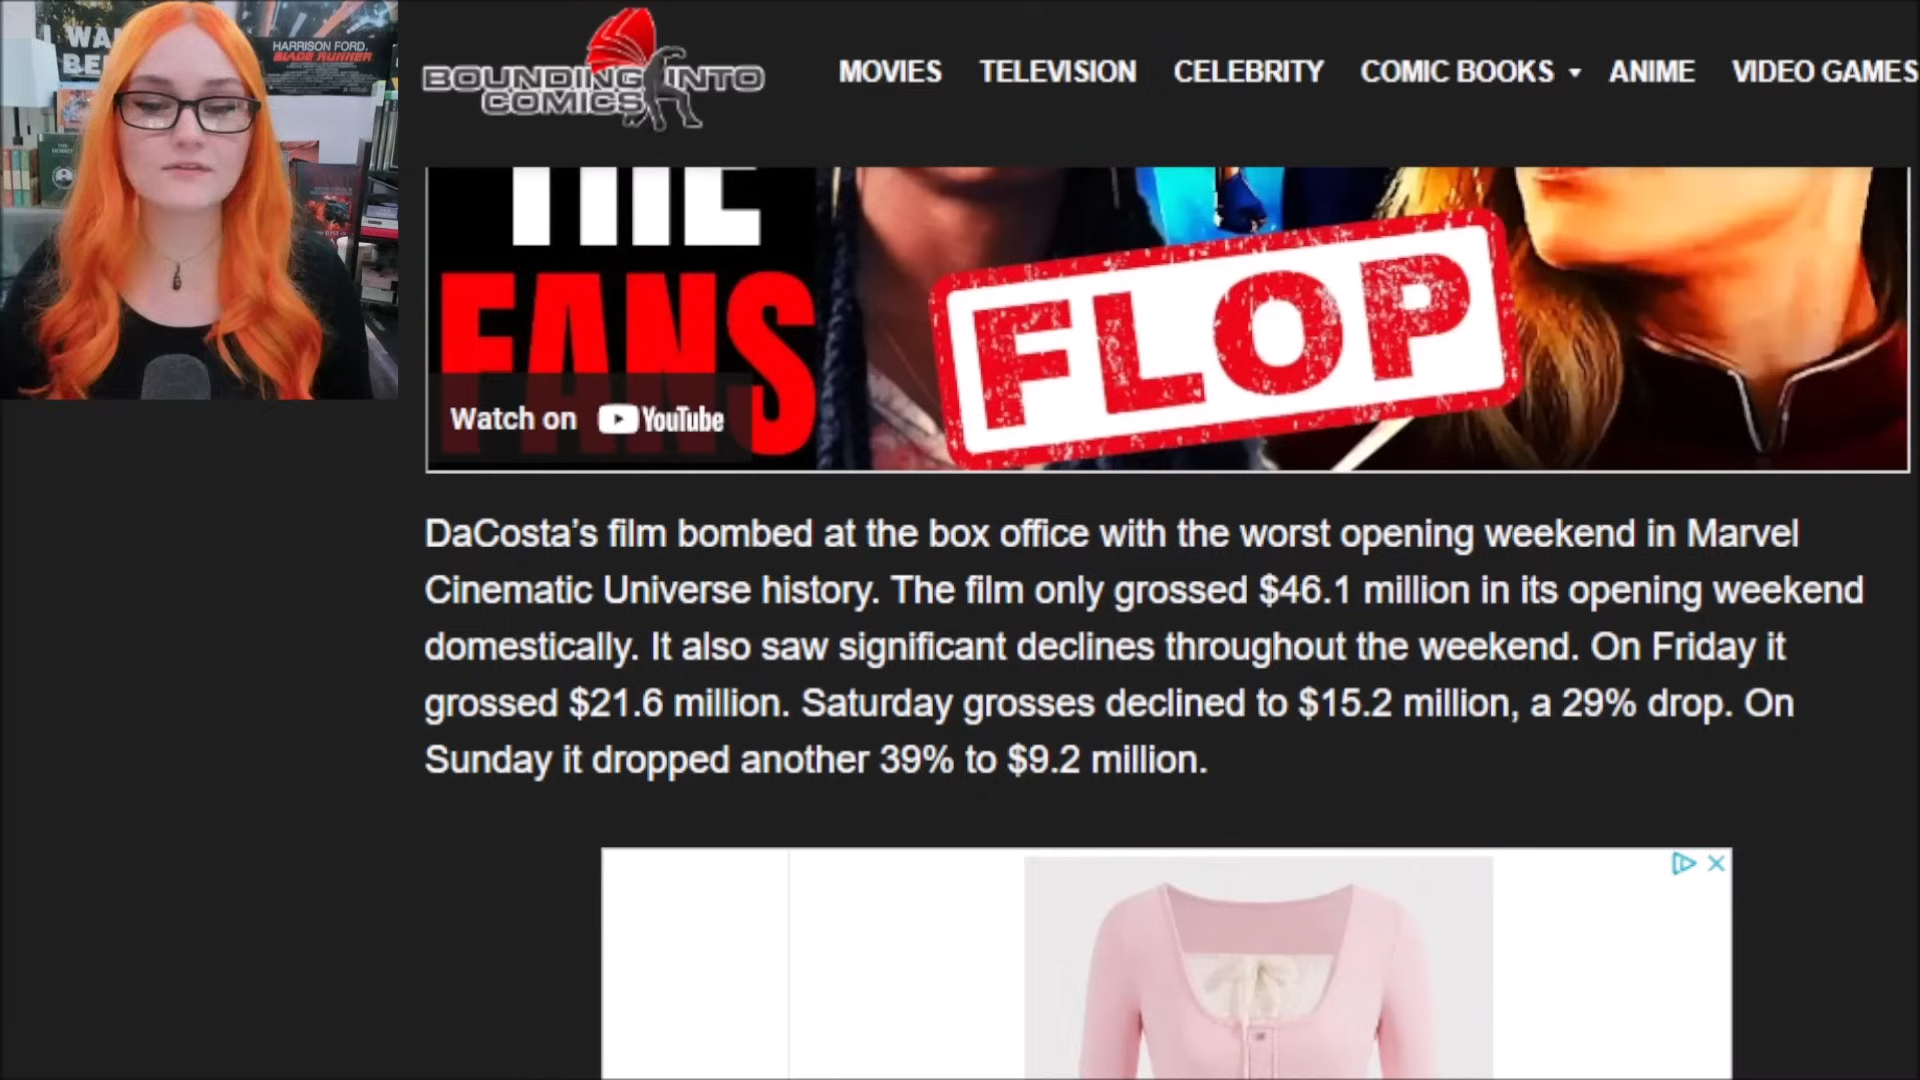 I WA
BE
HARRISON FORD.
BLADE RUNNER
BOUNDING INTO
COMICS
MOVIES TELEVISION CELEBRITY COMIC BOOKS ANIME VIDEO GAMES
THE
FANS
FLOP
Watch on YouTube
DaCosta’s film bombed at the box office with the worst opening weekend in Marvel
Cinematic Universe history. The film only grossed $46.1 million in its opening weekend
domestically. It also saw significant declines throughout the weekend. On Friday it
grossed $21.6 million. Saturday grosses declined to $15.2 million, a 29% drop. On
Sunday it dropped another 39% to $9.2 million.